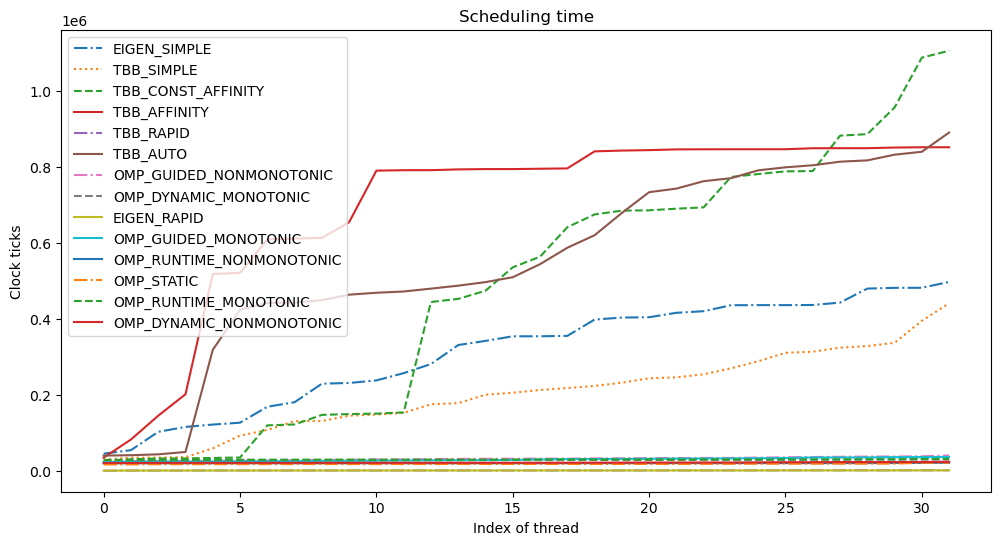 Scheduling time
1e6
EIGEN_SIMPLE
TBB_SIMPLE
TBB_CONST_AFFINITY
TBB_AFFINITY
TBB_RAPID
TBB_AUTO
OMP_GUIDED_NONMONOTONIC
OMP_DYNAMIC_MONOTONIC
EIGEN_RAPID
OMP_GUIDED_MONOTONIC
OMP_RUNTIME_NONMONOTONIC
OMP_STATIC
OMP_RUNTIME_MONOTONIC
OMP_DYNAMIC_NONMONOTONIC
Clock ticks
1.0
0.8
0.6
0.4
0.2
0.0
0 5 10 15 20 25 30
Index of thread